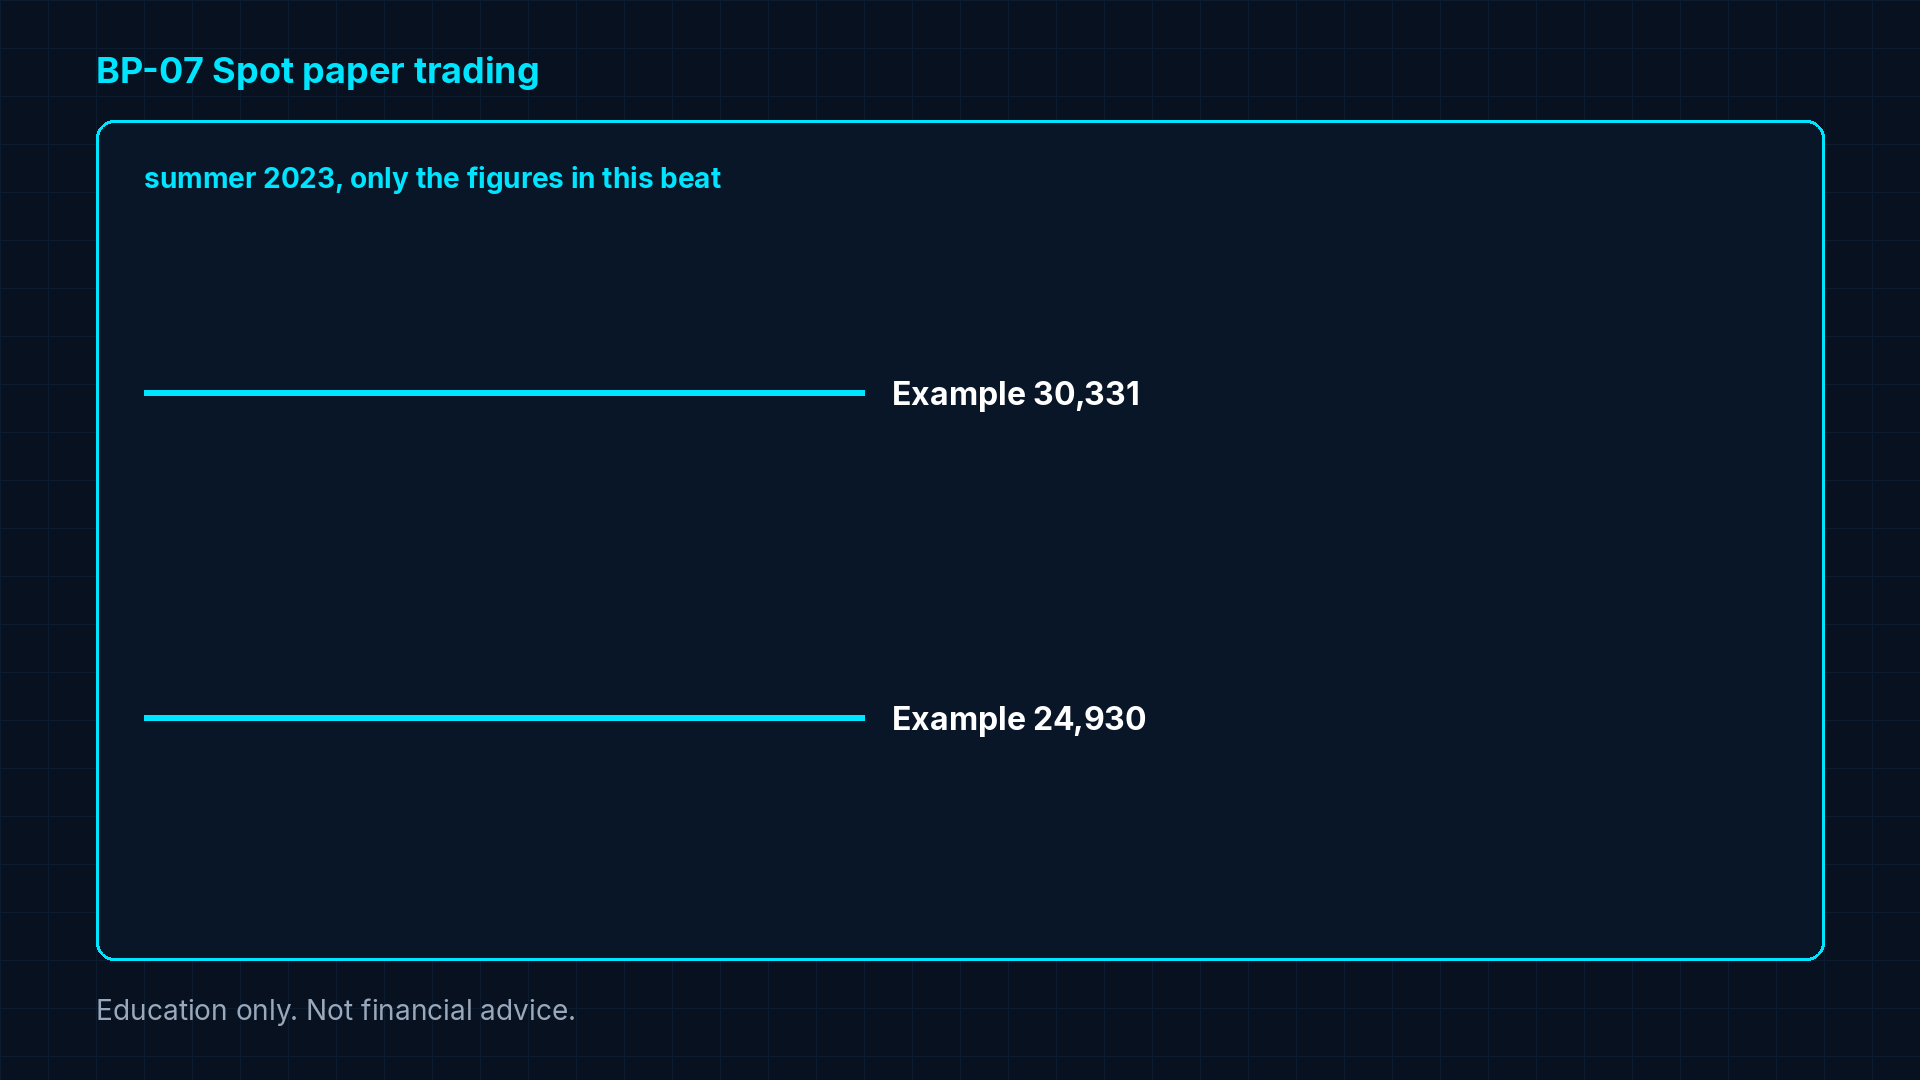 BP-07 Spot paper trading
summer 2023, only the figures in this beat
Example 30,331
Example 24,930
Education only. Not financial advice.